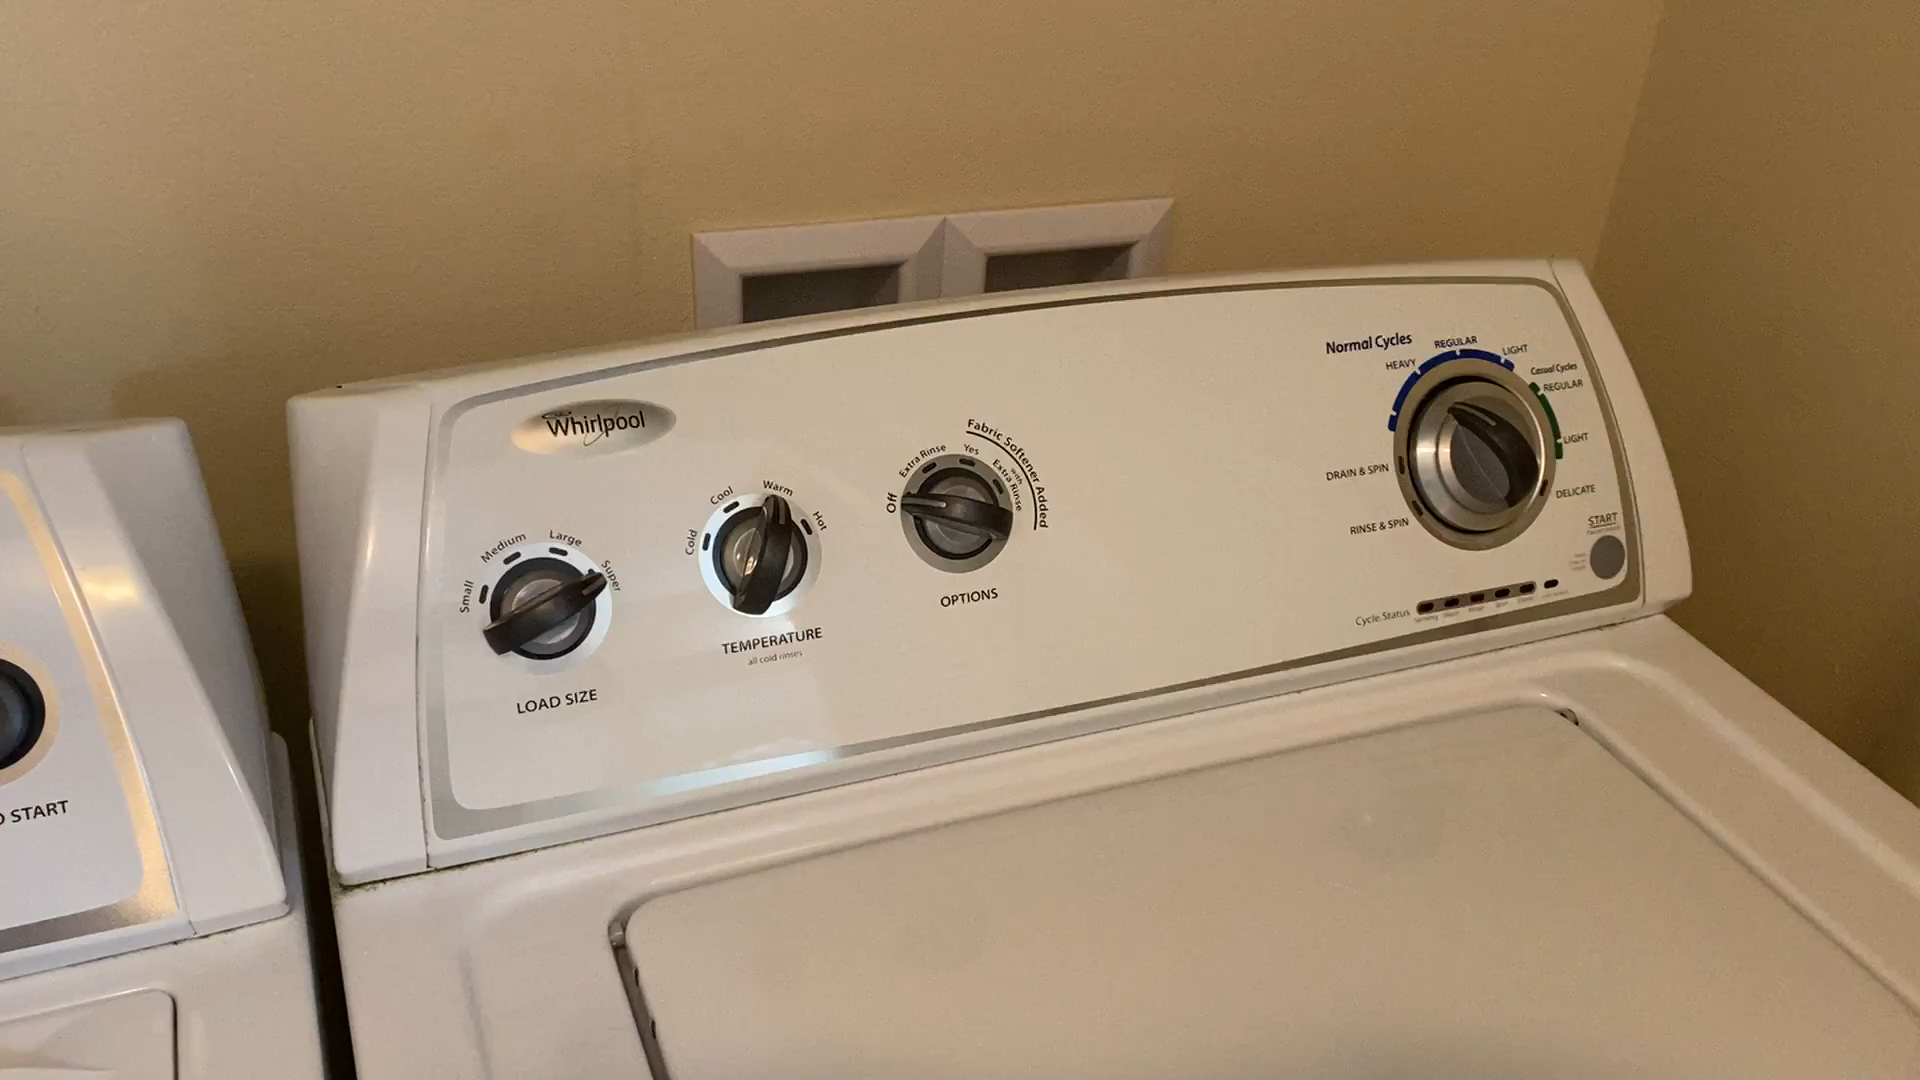 Whirlpool
Small
Medium
Large
Super
LOAD SIZE
Cold
Cool
Warm
Hot
TEMPERATURE
all cold rinses
Off
Extra Rinse
Yes
with
Extra Rinse
Fabric Softener Added
OPTIONS
Normal Cycles
HEAVY
REGULAR
LIGHT
Casual Cycles
REGULAR
LIGHT
DELICATE
DRAIN & SPIN
RINSE & SPIN
START
Cycle Status
START